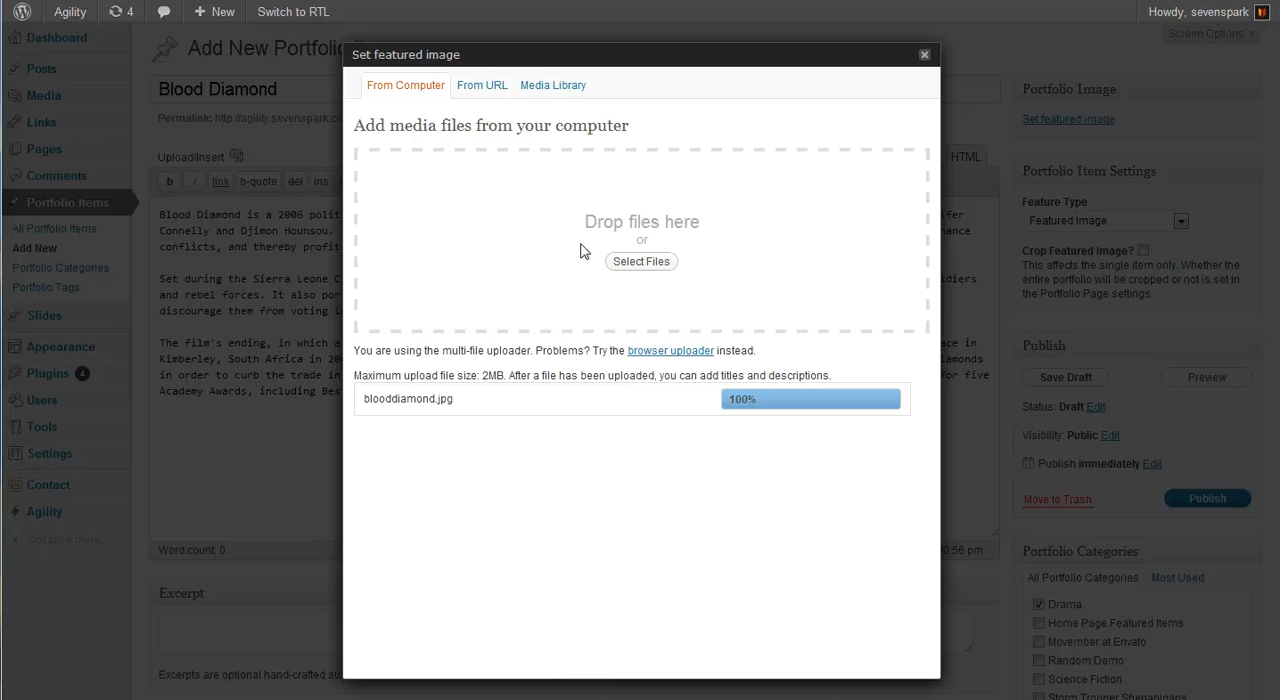 Agility 4 New Switch to RTL Howdy, sevenspark
Screen Options
Dashboard
Posts
Media
Links
Pages
Comments
Portfolio Items
All Portfolio Items
Add New
Portfolio Categories
Portfolio Tags
Slides
Appearance
Plugins 4
Users
Tools
Settings
Contact
Agility
Collapse menu
Add New Portfolio
Blood Diamond
Permalink: http://agility.sevenspark.co
Upload/Insert
HTML
b i link b-quote del ins
Blood Diamond is a 2006 polit
Connelly and Djimon Hounsou.
conflicts, and thereby profit
Set during the Sierra Leone C
and rebel forces. It also por
discourage them from voting i
The film's ending, in which a
Kimberley, South Africa in 20
in order to curb the trade in
Academy Awards, including Bes
Word count: 0
Excerpt
Excerpts are optional hand-crafted su
Set featured image
From Computer From URL Media Library
Add media files from your computer
Drop files here
or
Select Files
You are using the multi-file uploader. Problems? Try the browser uploader instead.
Maximum upload file size: 2MB. After a file has been uploaded, you can add titles and descriptions.
blooddiamond.jpg 100%
Portfolio Image
Set featured image
Portfolio Item Settings
Feature Type
Featured Image
Crop Featured Image?
This affects the single item only. Whether the
entire portfolio will be cropped or not is set in
the Portfolio Page settings.
Publish
Save Draft Preview
Status: Draft Edit
Visibility: Public Edit
Publish immediately Edit
Move to Trash Publish
Portfolio Categories
All Portfolio Categories Most Used
Drama
Home Page Featured Items
Movember at Envato
Random Demo
Science Fiction
Storm Trooper Shenanigans